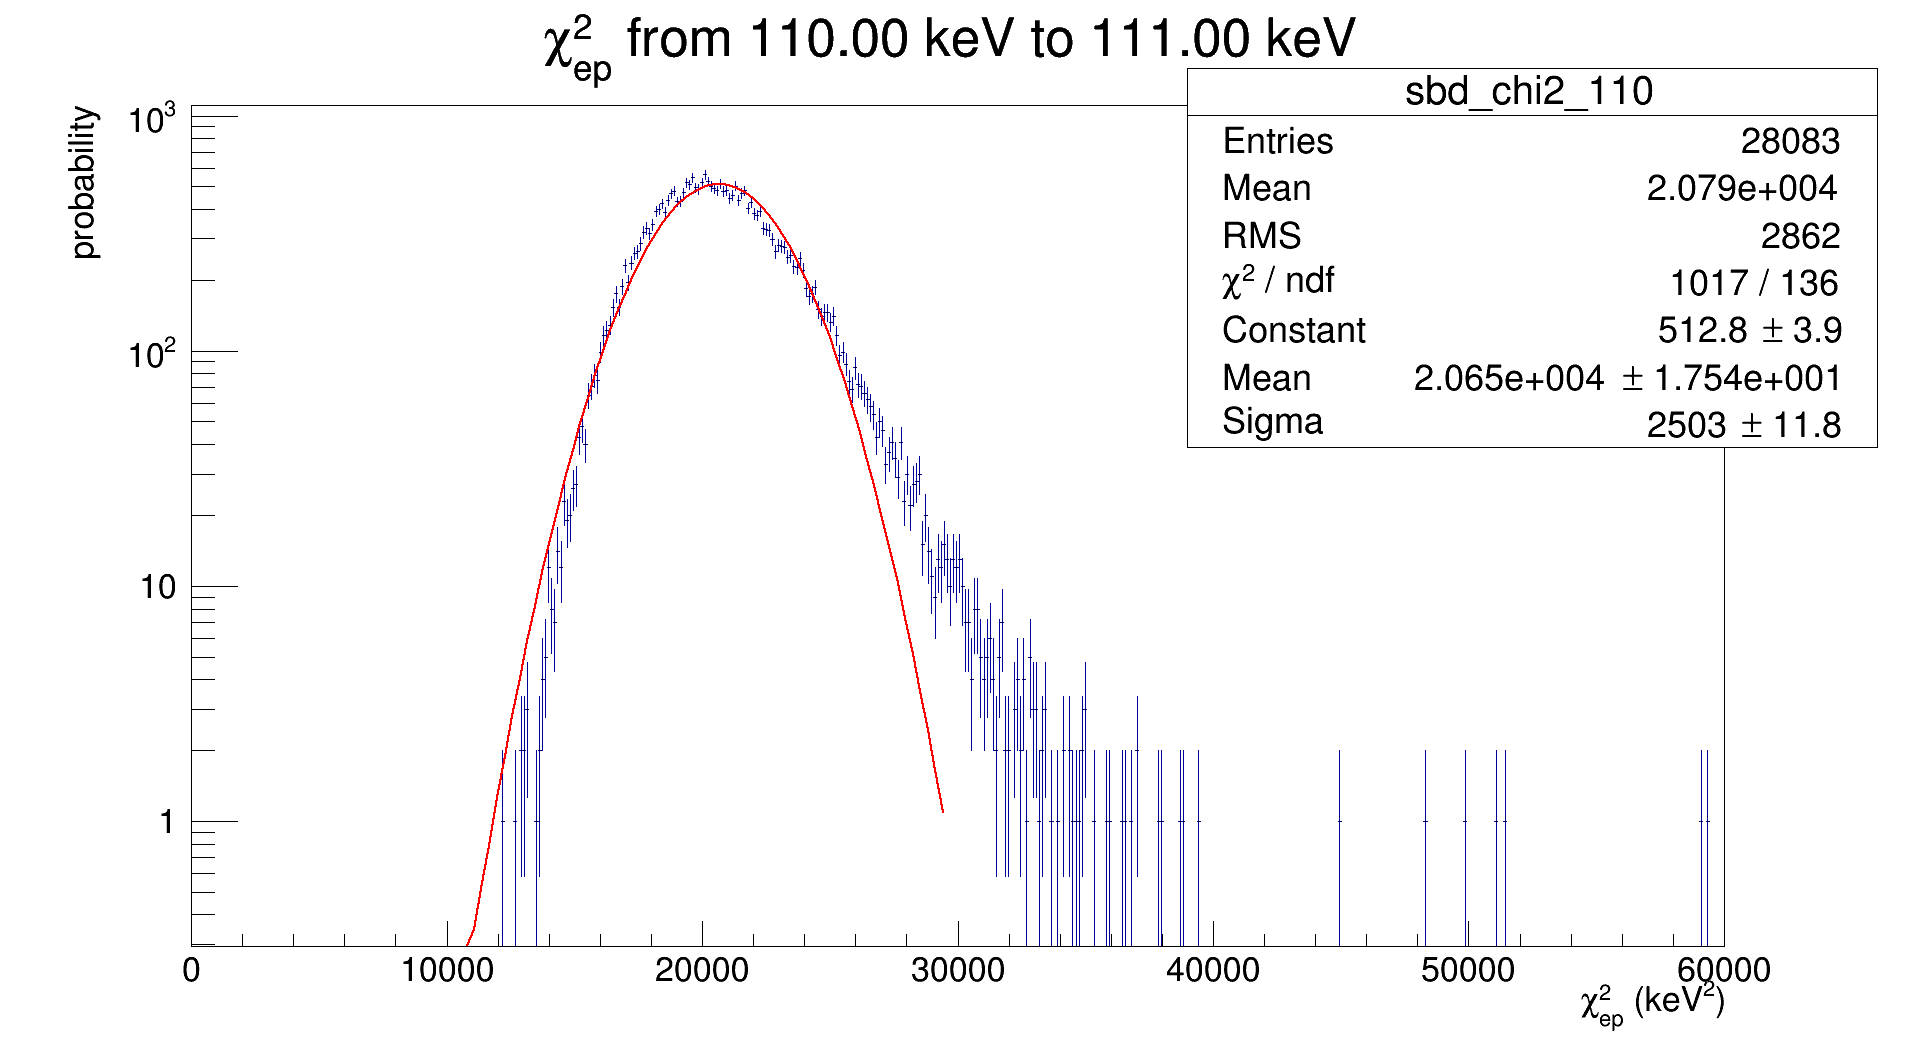 χ²ep from 110.00 keV to 111.00 keV
sbd_chi2_110
Entries 28083
Mean 2.079e+004
RMS 2862
χ² / ndf 1017 / 136
Constant 512.8 ± 3.9
Mean 2.065e+004 ± 1.754e+001
Sigma 2503 ± 11.8
probability
10³
10²
10
1
0 10000 20000 30000 40000 50000 60000
χ²ep (keV²)